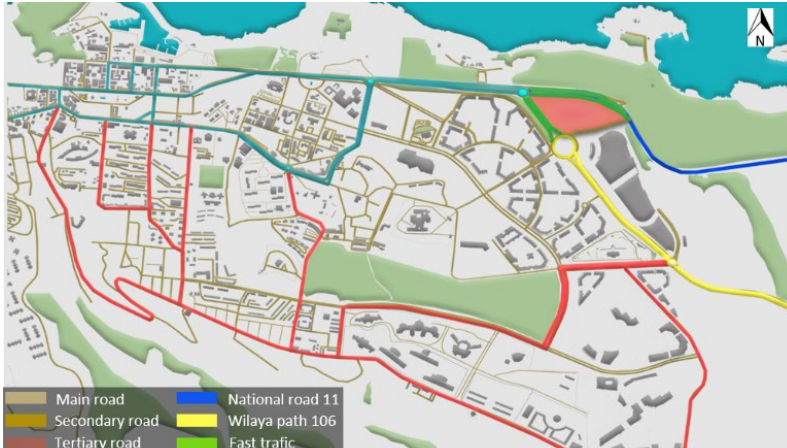 N
Main road
National road 11
Secondary road
Wilaya path 106
Tertiary road
Fast trafic